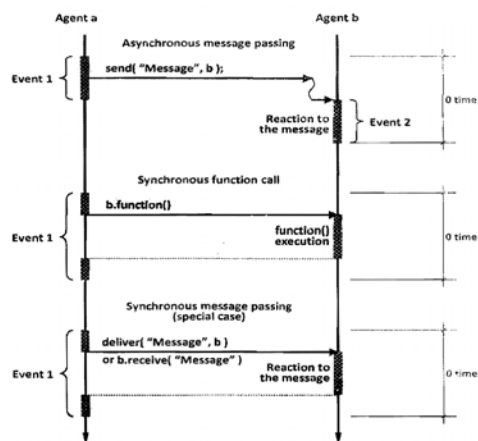 Agent a
Agent b
Asynchronous message passing
send( "Message", b );
Event 1
Reaction to
the message
Event 2
0 time
Synchronous function call
b.function()
Event 1
function()
execution
0 time
Synchronous message passing
(special case)
deliver( "Message", b )
or b.receive( "Message" )
Event 1
Reaction to
the message
0 time